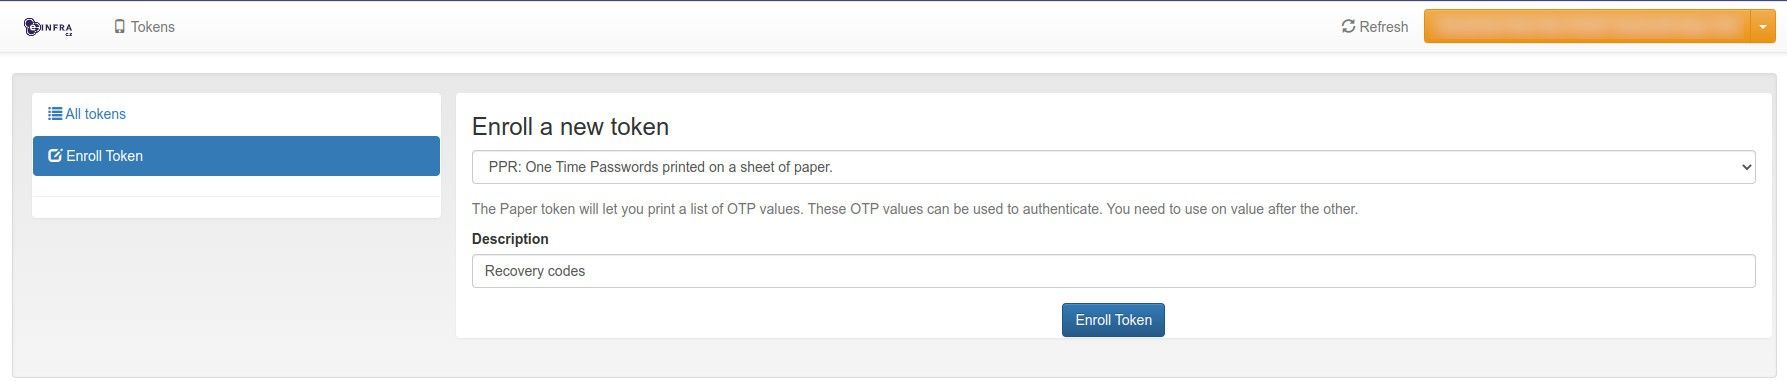 e INFRA
CZ
Tokens
Refresh
All tokens
Enroll Token
Enroll a new token
PPR: One Time Passwords printed on a sheet of paper.
The Paper token will let you print a list of OTP values. These OTP values can be used to authenticate. You need to use on value after the other.
Description
Recovery codes
Enroll Token